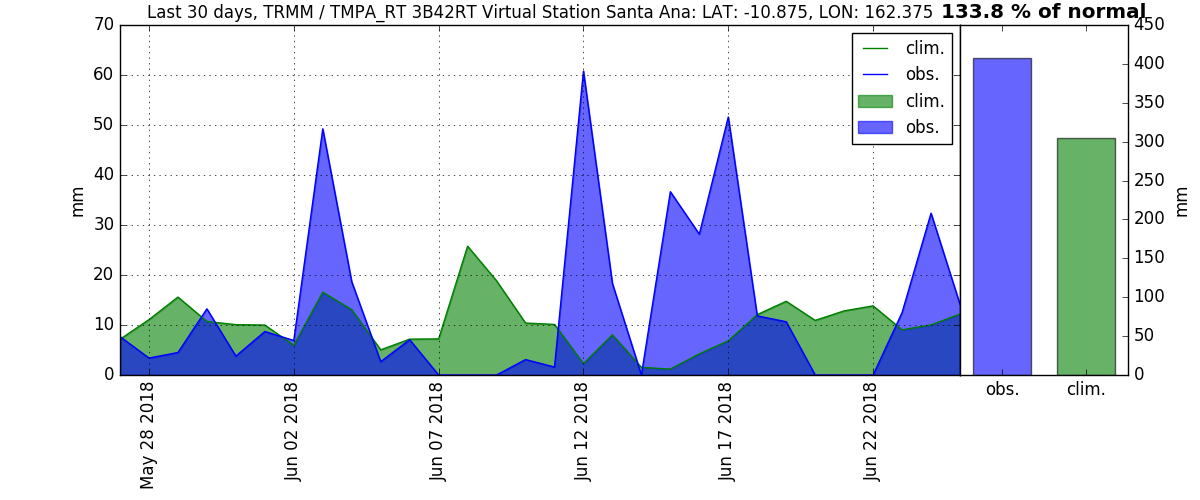 Last 30 days, TRMM / TMPA_RT 3B42RT Virtual Station Santa Ana: LAT: -10.875, LON: 162.375 133.8 % of normal
70
60
50
40
30
20
10
0
mm
clim.
obs.
clim.
obs.
May 28 2018
Jun 02 2018
Jun 07 2018
Jun 12 2018
Jun 17 2018
Jun 22 2018
450
400
350
300
250
200
150
100
50
0
mm
obs. clim.